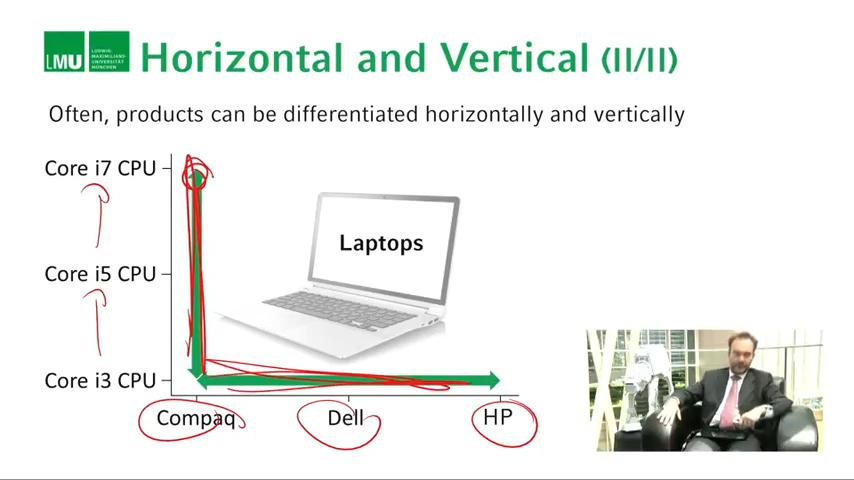 LMU
LUDWIG-
MAXIMILIANS-
UNIVERSITÄT
MÜNCHEN
Horizontal and Vertical (II/II)
Often, products can be differentiated horizontally and vertically
Core i7 CPU
Laptops
Core i5 CPU
Core i3 CPU
Compaq Dell HP